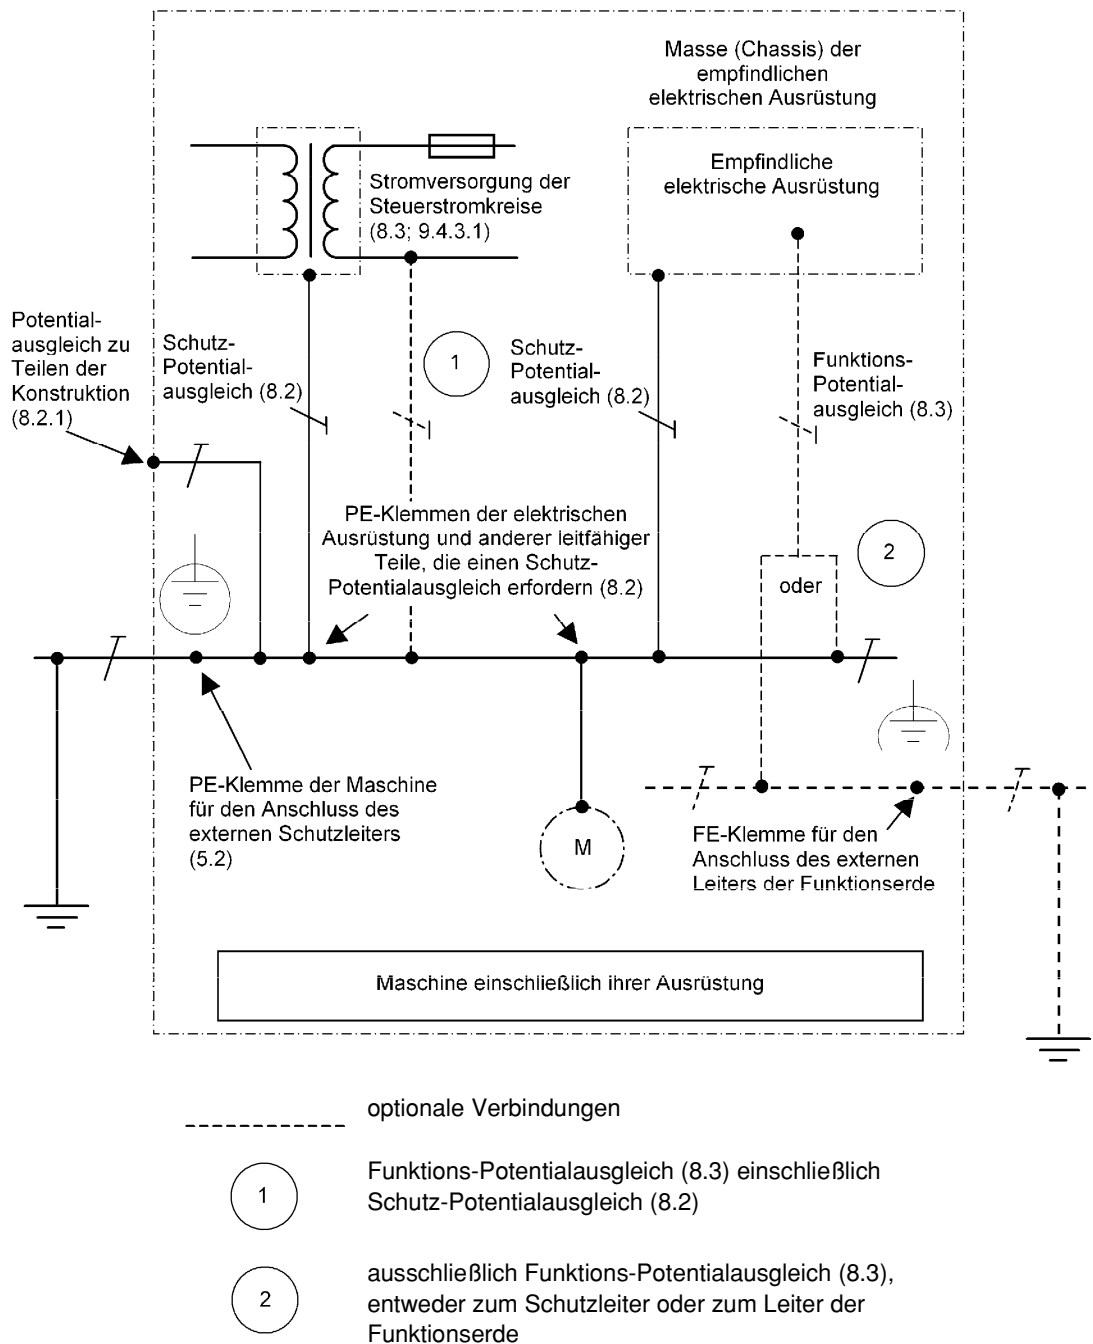 Masse (Chassis) der
empfindlichen
elektrischen Ausrüstung
Empfindliche
elektrische Ausrüstung
Stromversorgung der
Steuerstromkreise
(8.3; 9.4.3.1)
Potential-
ausgleich zu
Teilen der
Konstruktion
(8.2.1)
Schutz-
Potential-
ausgleich (8.2)
1
Schutz-
Potential-
ausgleich (8.2)
Funktions-
Potential-
ausgleich (8.3)
PE-Klemmen der elektrischen
Ausrüstung und anderer leitfähiger
Teile, die einen Schutz-
Potentialausgleich erfordern (8.2)
2
oder
PE-Klemme der Maschine
für den Anschluss des
externen Schutzleiters
(5.2)
M
FE-Klemme für den
Anschluss des externen
Leiters der Funktionserde
Maschine einschließlich ihrer Ausrüstung
optionale Verbindungen
1
Funktions-Potentialausgleich (8.3) einschließlich
Schutz-Potentialausgleich (8.2)
2
ausschließlich Funktions-Potentialausgleich (8.3),
entweder zum Schutzleiter oder zum Leiter der
Funktionserde